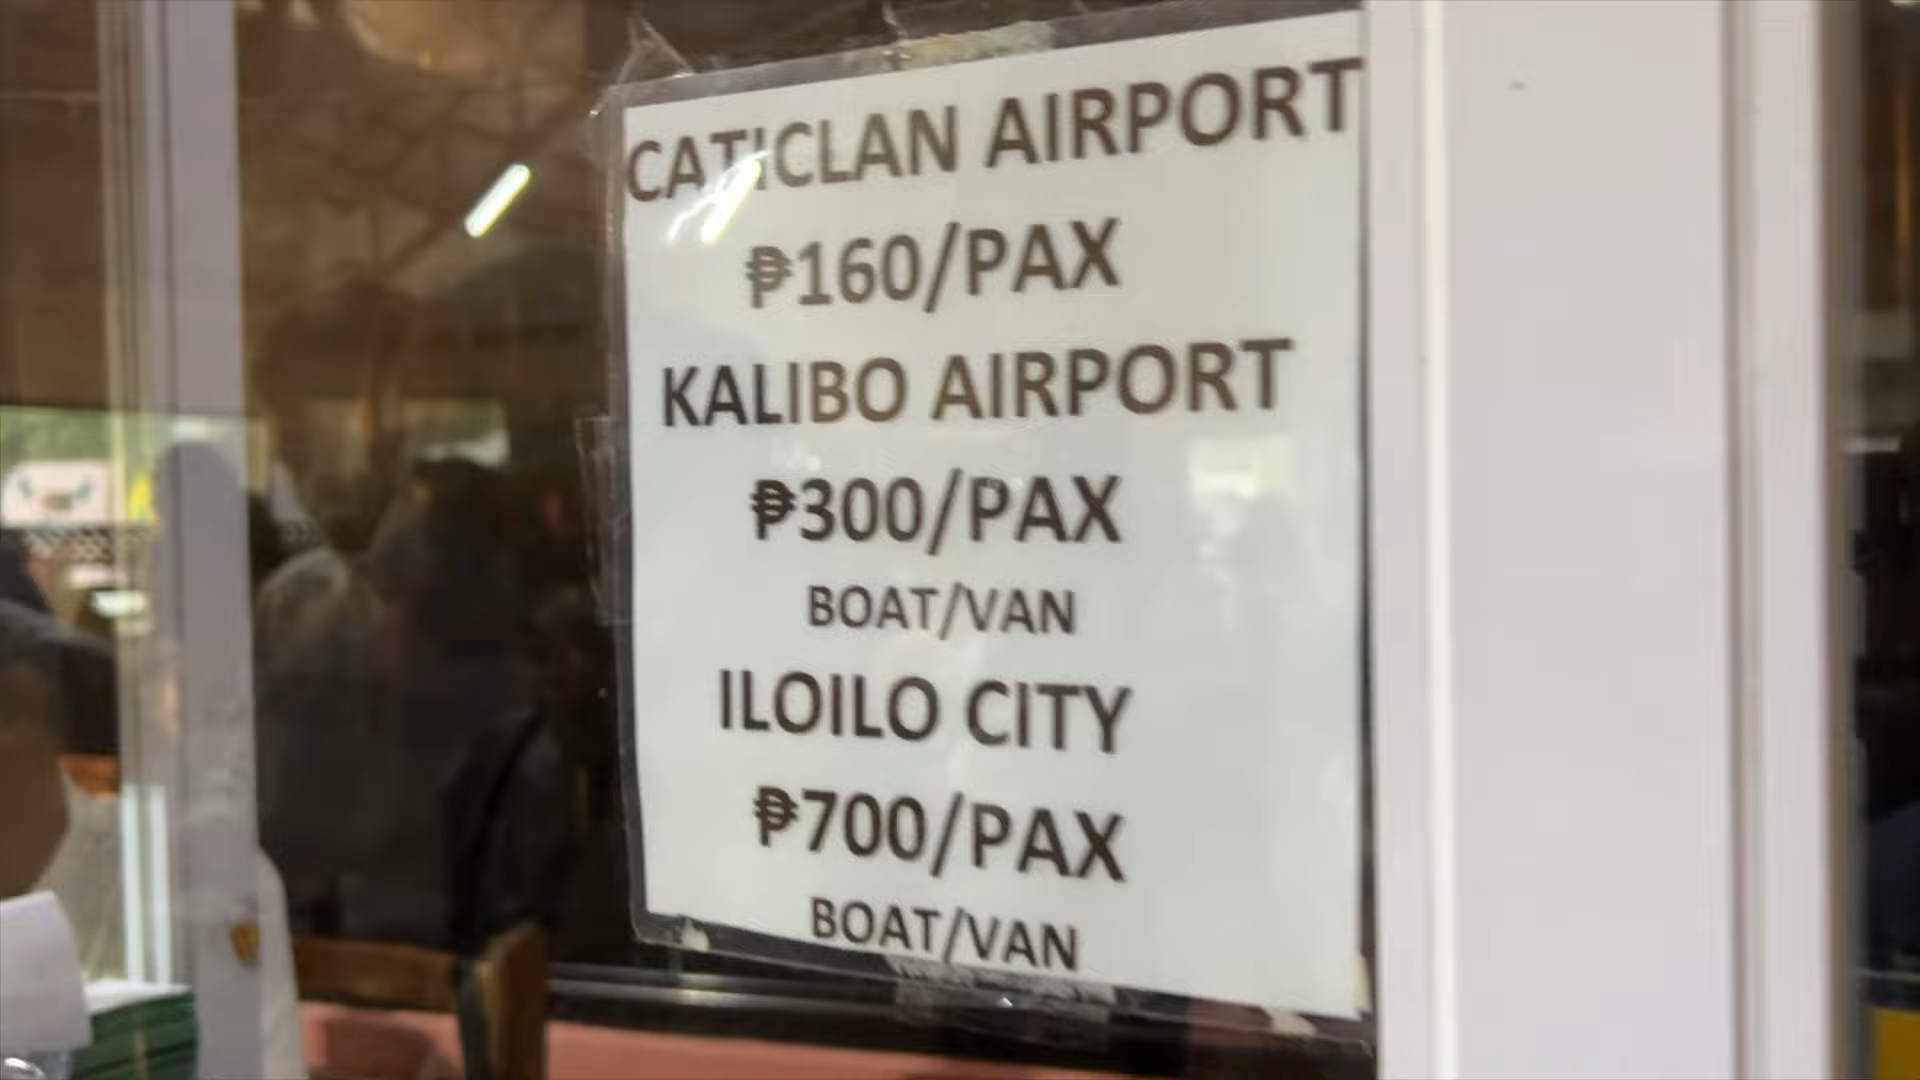 CATICLAN AIRPORT
₱160/PAX
KALIBO AIRPORT
₱300/PAX
BOAT/VAN
ILOILO CITY
₱700/PAX
BOAT/VAN